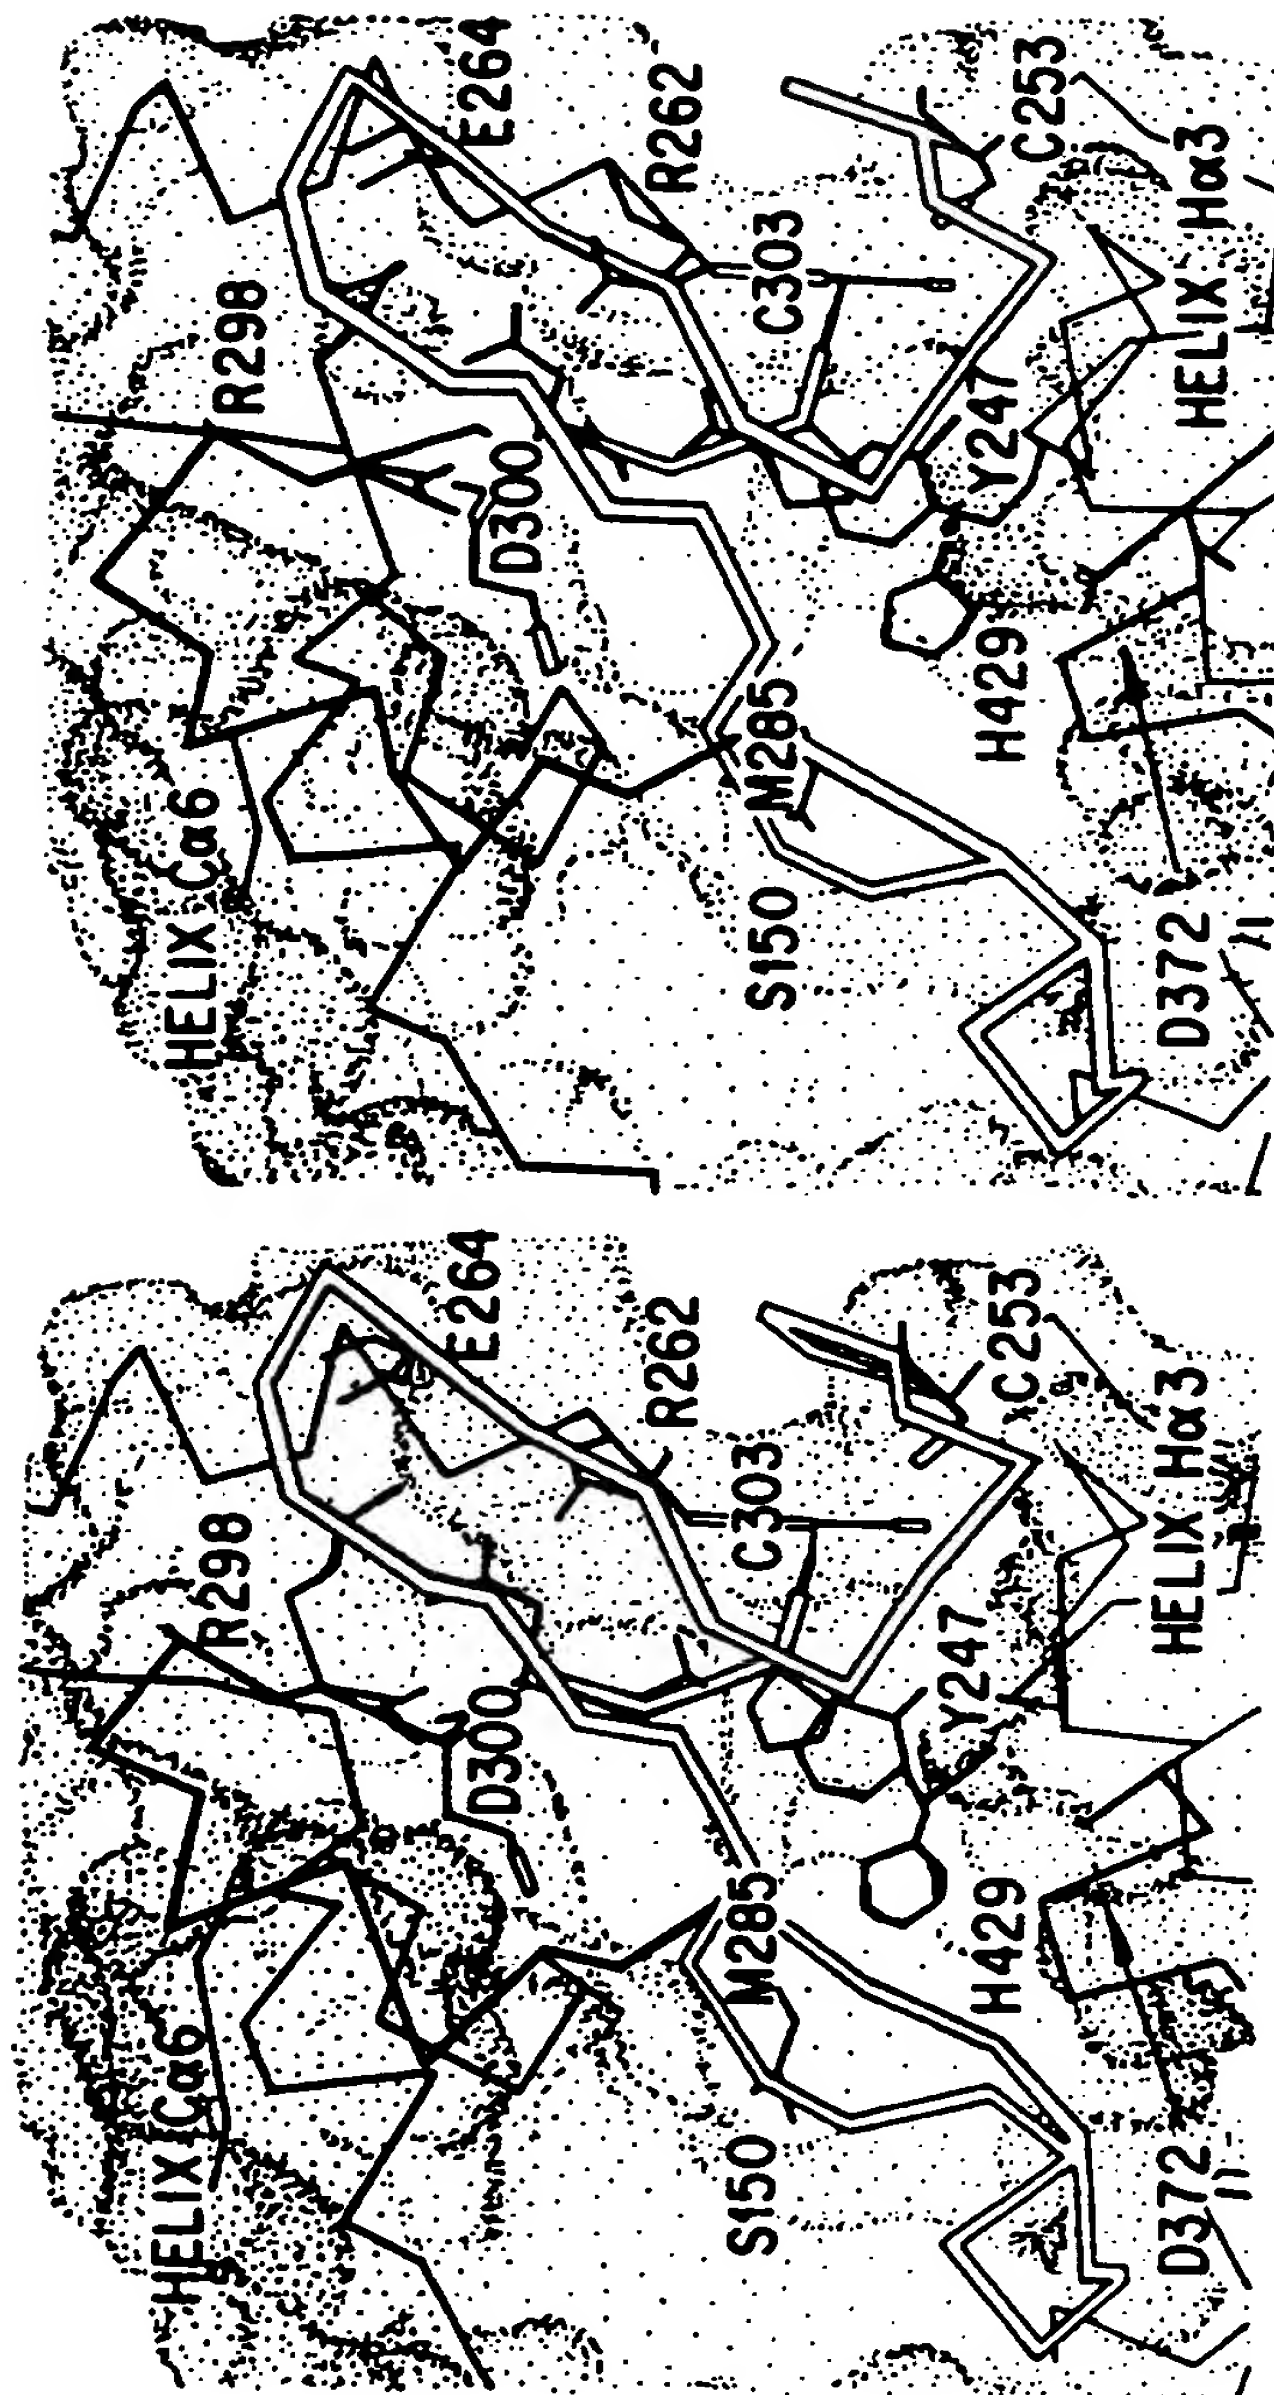 E264
R262
C253
HELIX Hα3
R298
C303
Y247
D300
H429
M285
HELIX Cα6
S150
D372
E264
R262
C253
HELIX Hα3
R298
C303
Y247
D300
H429
M285
HELIX Cα6
S150
D372